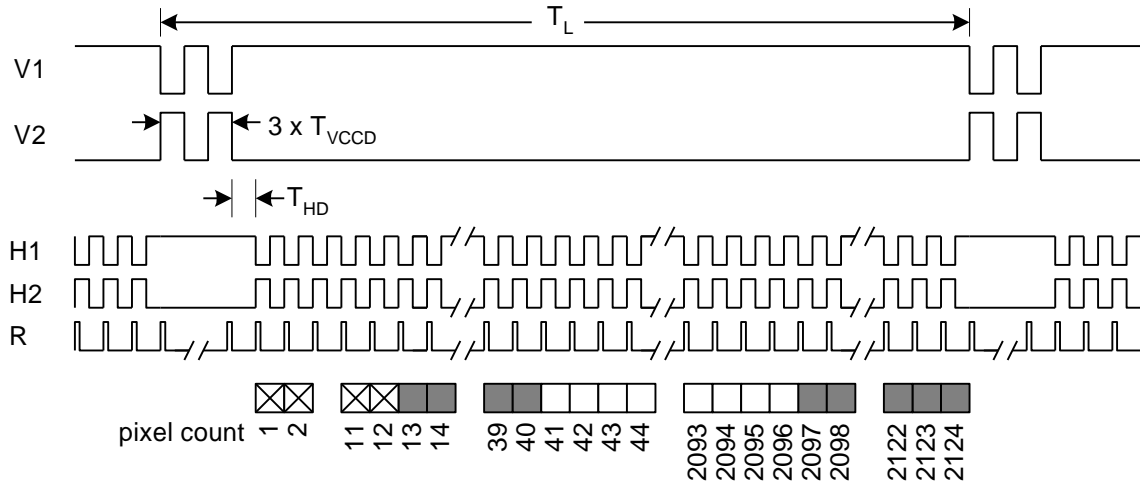 T_L
V1
V2
3 x T_VCCD
T_HD
H1
H2
R
pixel count
1 2 11 12 13 14 39 40 41 42 43 44 2093 2094 2095 2096 2097 2098 2122 2123 2124